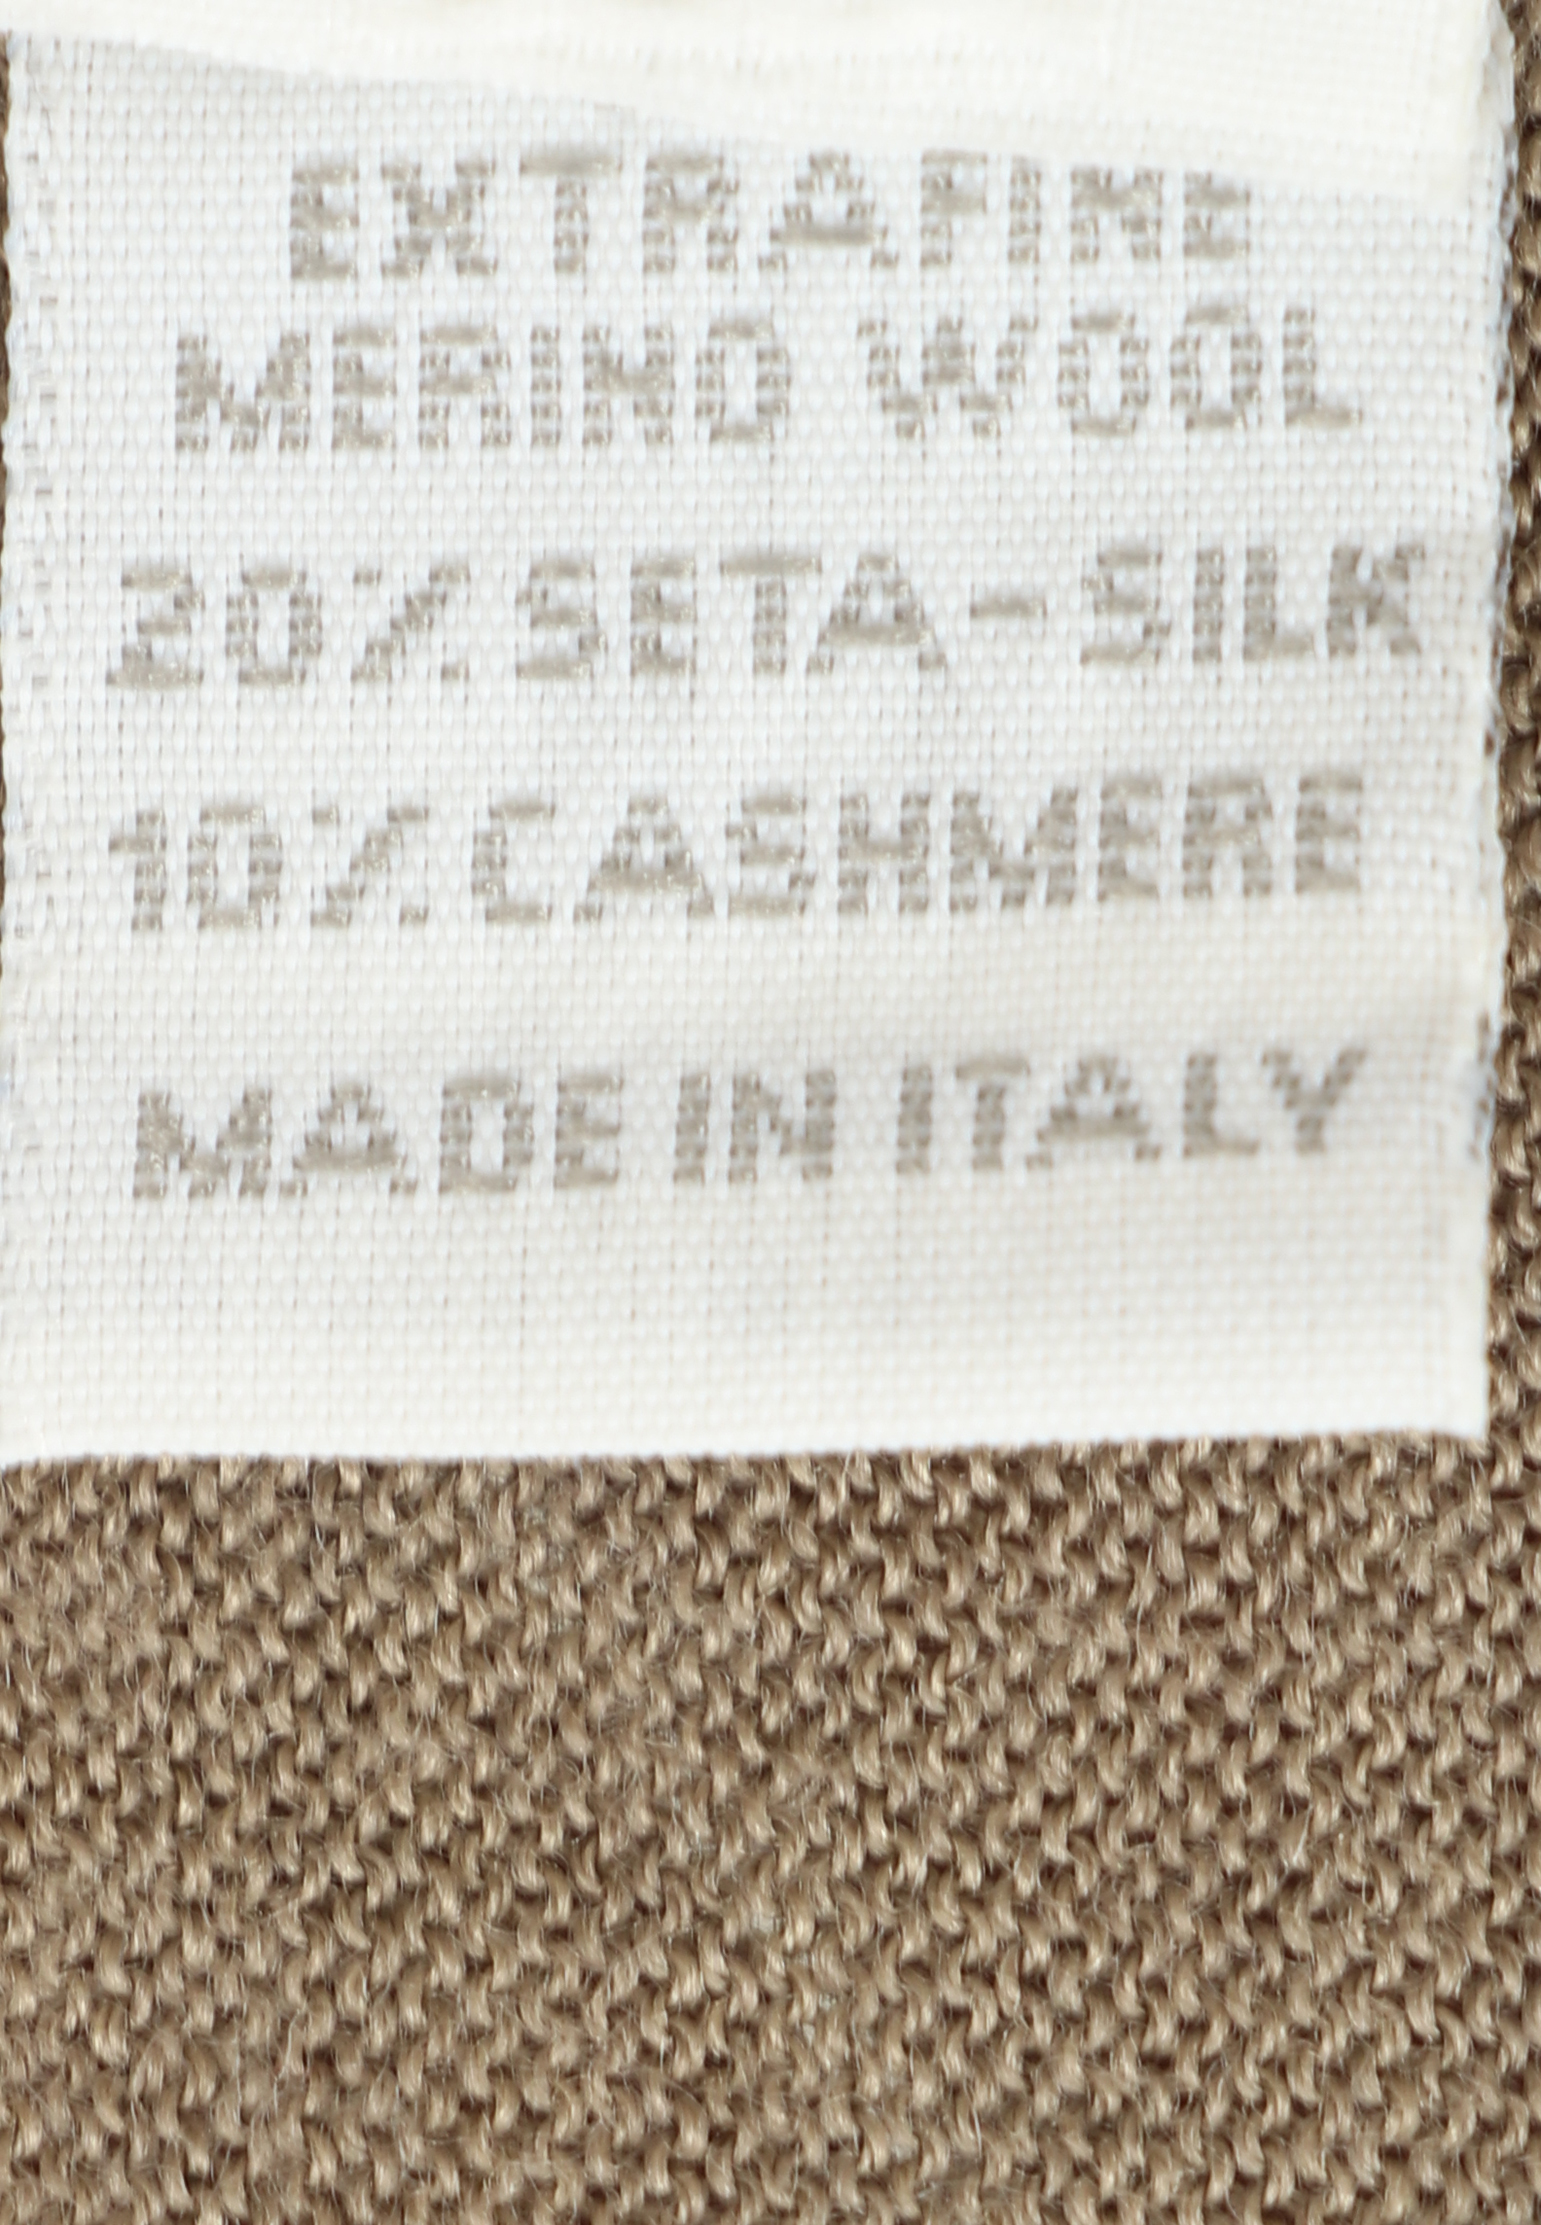 EXTRAFINE
MERINO WOOL
20% SETA-SILK
10% CASHMERE
MADE IN ITALY